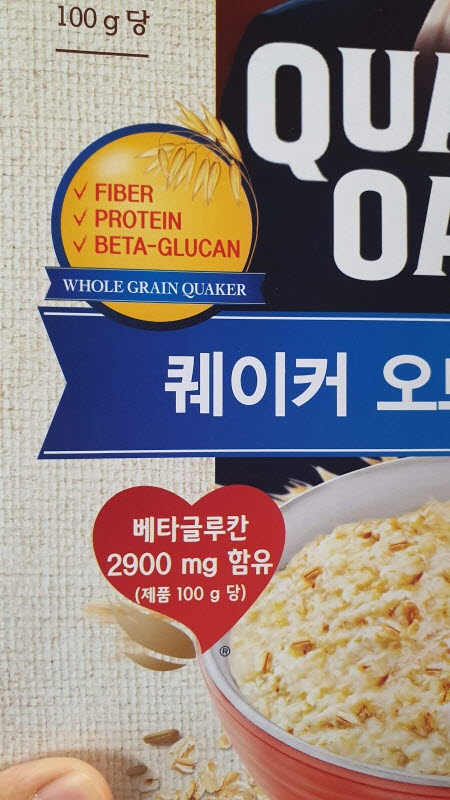 100 g 당
QUA
OA
FIBER
PROTEIN
BETA-GLUCAN
WHOLE GRAIN QUAKER
퀘이커 오
베타글루칸
2900 mg 함유
(제품 100 g 당)
®